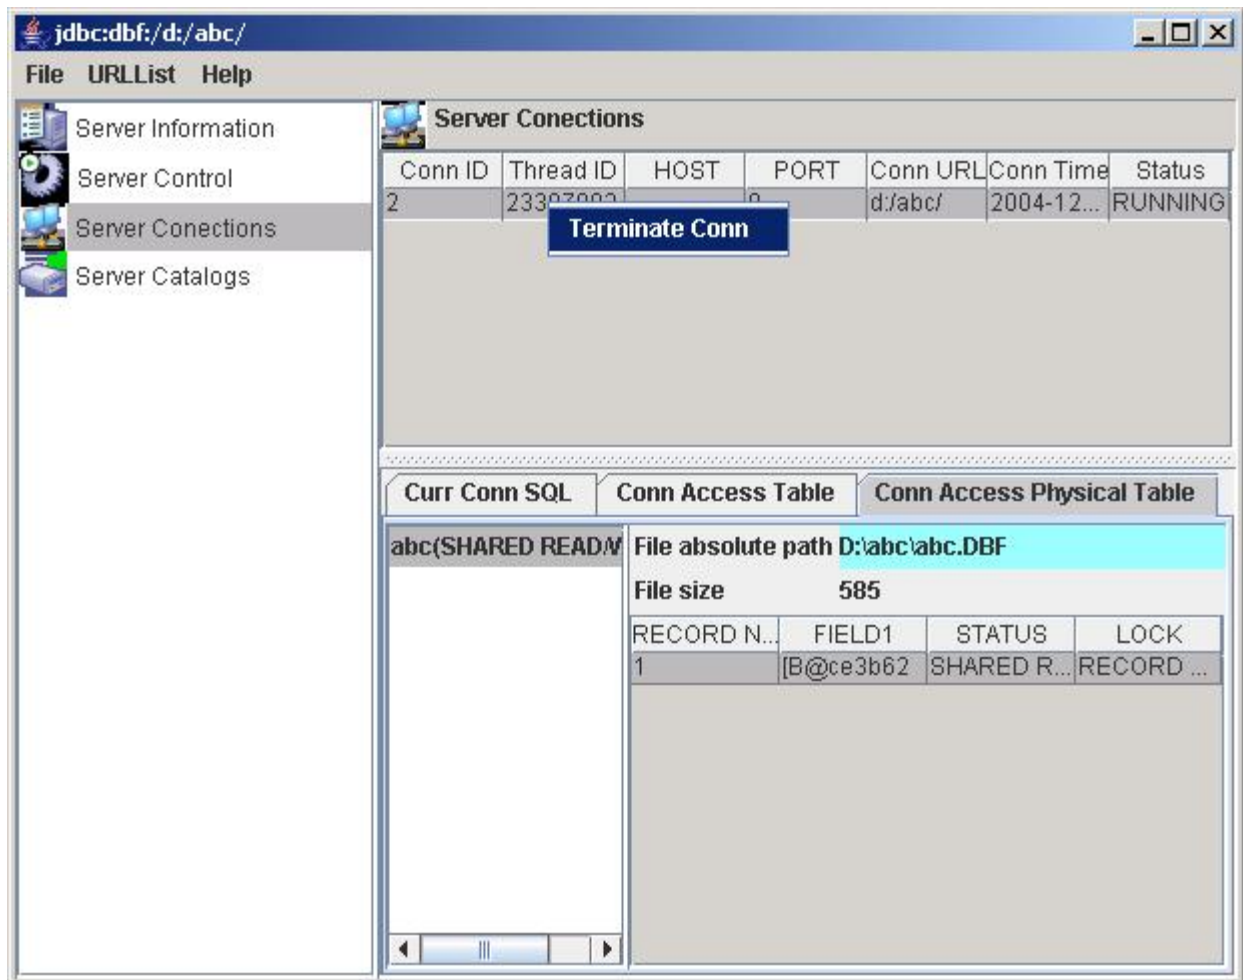 jdbc:dbf:/d:/abc/
File URLList Help
Server Information
Server Control
Server Conections
Server Catalogs
Server Conections
Conn ID Thread ID HOST PORT Conn URL Conn Time Status
2 d:/abc/ 2004-12... RUNNING
Terminate Conn
Curr Conn SQL Conn Access Table Conn Access Physical Table
abc(SHARED READ/
File absolute path D:\abc\abc.DBF
File size 585
RECORD N... FIELD1 STATUS LOCK
1 [B@ce3b62 SHARED R... RECORD ...